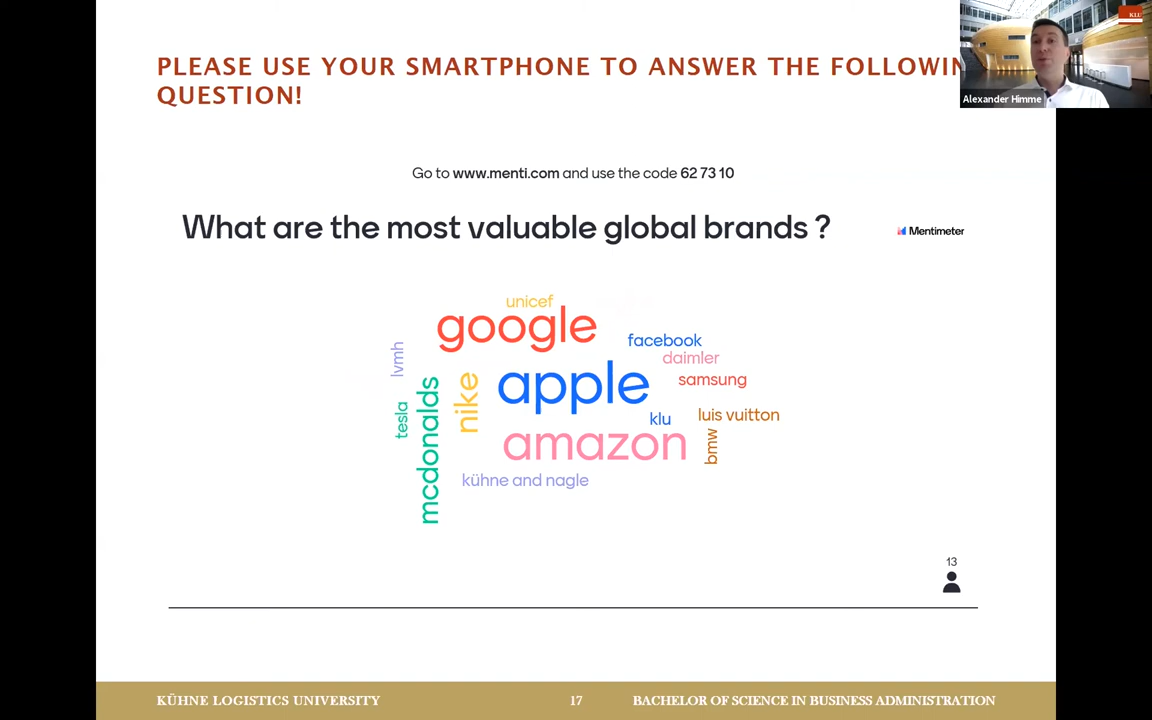 PLEASE USE YOUR SMARTPHONE TO ANSWER THE FOLLOWIN
QUESTION!
KLU
Alexander Himme
Go to www.menti.com and use the code 62 73 10
What are the most valuable global brands ?
Mentimeter
unicef
google
facebook
lvmh
daimler
samsung
apple
nike
mcdonalds
tesla
klu
luis vuitton
amazon
bmw
kühne and nagle
13
KÜHNE LOGISTICS UNIVERSITY
17
BACHELOR OF SCIENCE IN BUSINESS ADMINISTRATION